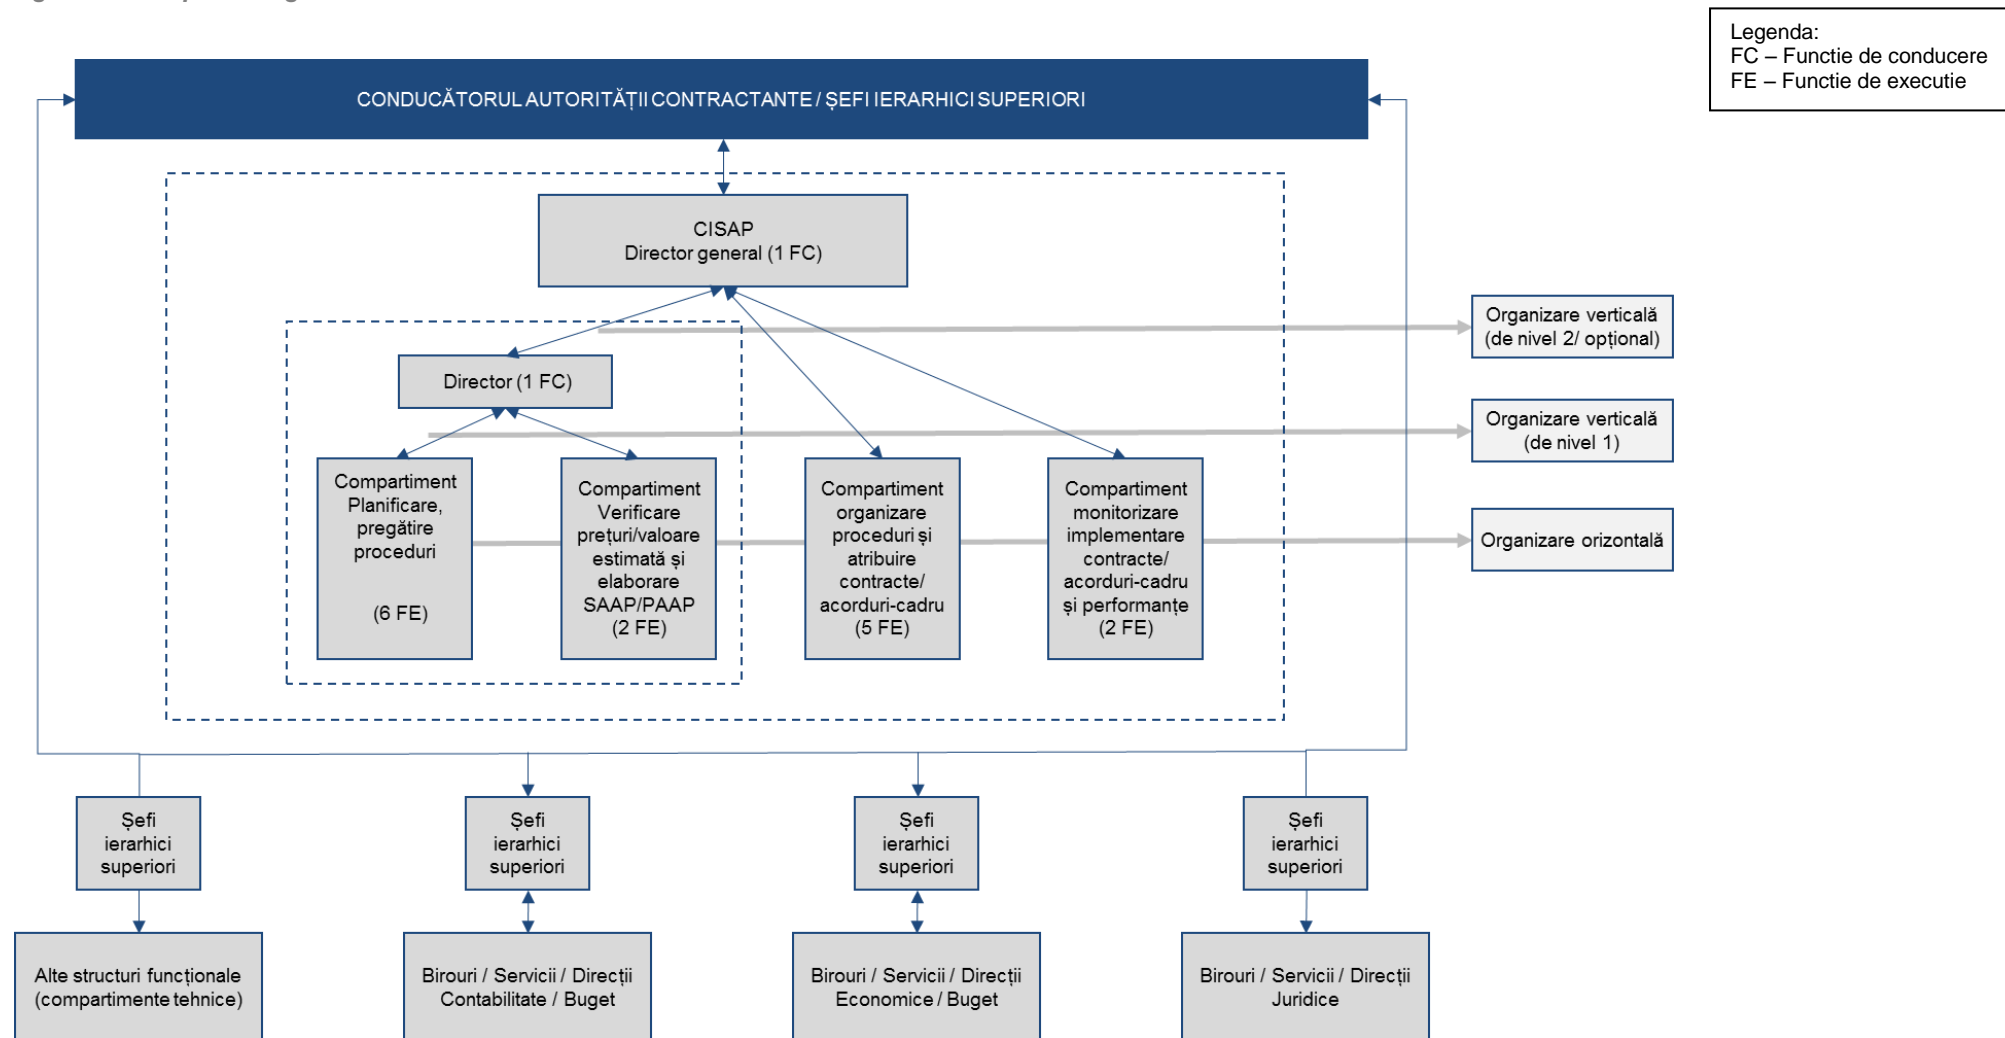 Legenda:
FC – Functie de conducere
FE – Functie de executie
CONDUCĂTORUL AUTORITĂȚII CONTRACTANTE / ȘEFI IERARHICI SUPERIORI
CISAP
Director general (1 FC)
Organizare verticală
(de nivel 2/ opțional)
Director (1 FC)
Organizare verticală
(de nivel 1)
Compartiment
Planificare,
pregătire
proceduri
(6 FE)
Compartiment
Verificare
prețuri/valoare
estimată și
elaborare
SAAP/PAAP
(2 FE)
Compartiment
organizare
proceduri și
atribuire
contracte/
acorduri-cadru
(5 FE)
Compartiment
monitorizare
implementare
contracte/
acorduri-cadru
și performanțe
(2 FE)
Organizare orizontală
Șefi
ierarhici
superiori
Șefi
ierarhici
superiori
Șefi
ierarhici
superiori
Șefi
ierarhici
superiori
Alte structuri funcționale
(compartimente tehnice)
Birouri / Servicii / Direcții
Contabilitate / Buget
Birouri / Servicii / Direcții
Economice / Buget
Birouri / Servicii / Direcții
Juridice